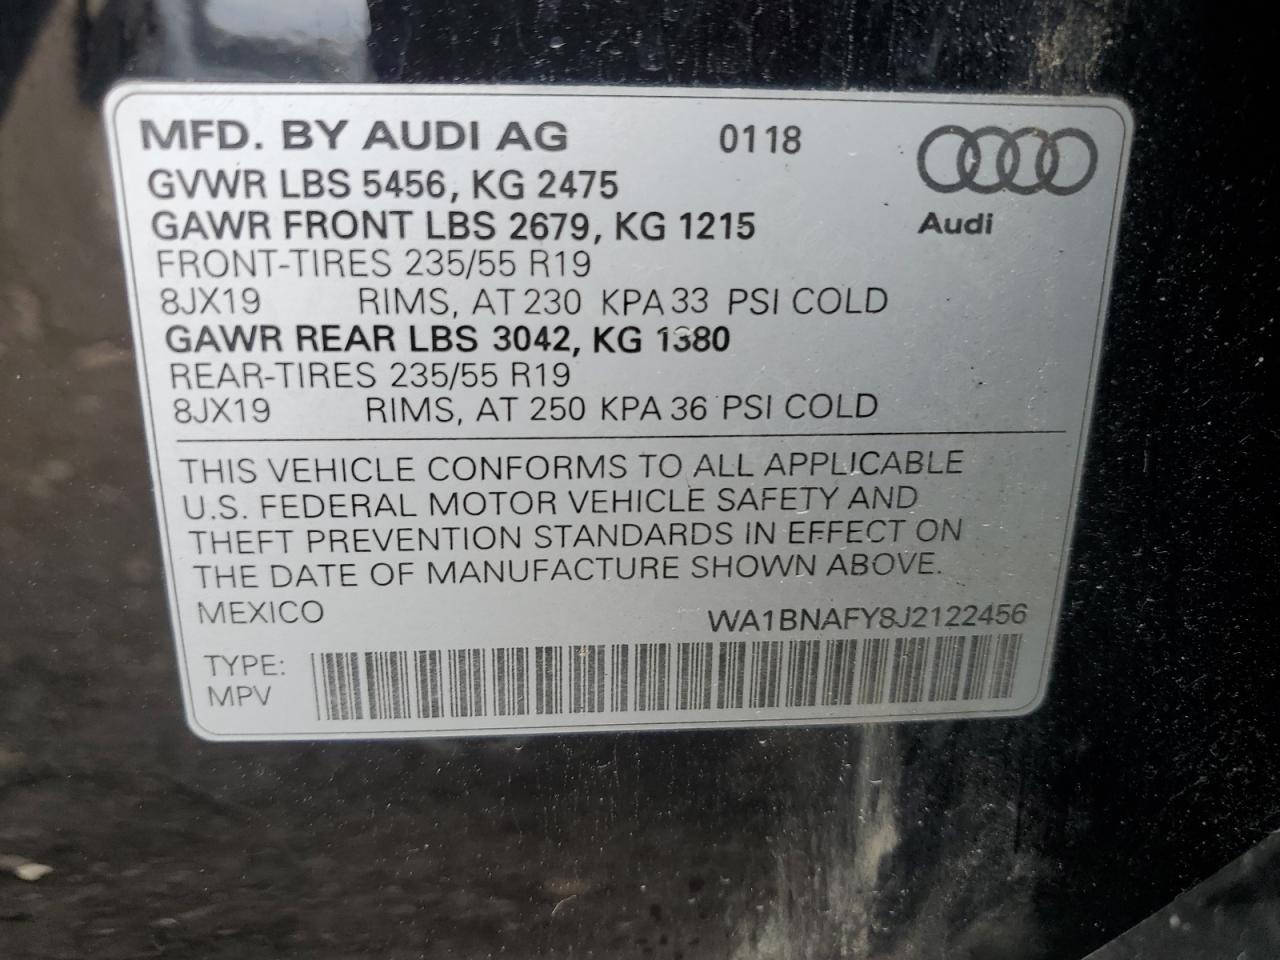 MFD. BY AUDI AG 0118
GVWR LBS 5456, KG 2475
GAWR FRONT LBS 2679, KG 1215
Audi
FRONT-TIRES 235/55 R19
8JX19 RIMS, AT 230 KPA 33 PSI COLD
GAWR REAR LBS 3042, KG 1380
REAR-TIRES 235/55 R19
8JX19 RIMS, AT 250 KPA 36 PSI COLD
THIS VEHICLE CONFORMS TO ALL APPLICABLE
U.S. FEDERAL MOTOR VEHICLE SAFETY AND
THEFT PREVENTION STANDARDS IN EFFECT ON
THE DATE OF MANUFACTURE SHOWN ABOVE.
MEXICO WA1BNAFY8J2122456
TYPE:
MPV